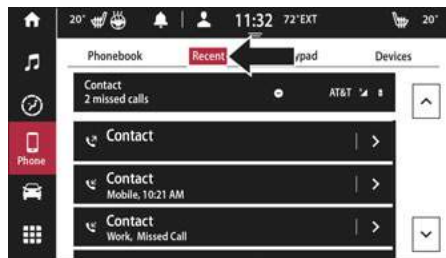 20° 11:32 72°EXT 20°
Phonebook Recent ypad Devices
Contact
2 missed calls
AT&T
Contact
Phone
Contact
Mobile, 10:21 AM
Contact
Work, Missed Call